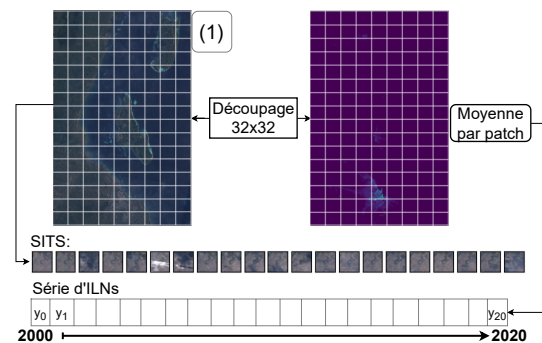 (1)
Découpage
32x32
Moyenne
par patch
SITS:
Série d'ILNs
y0 y1 y20
2000 2020